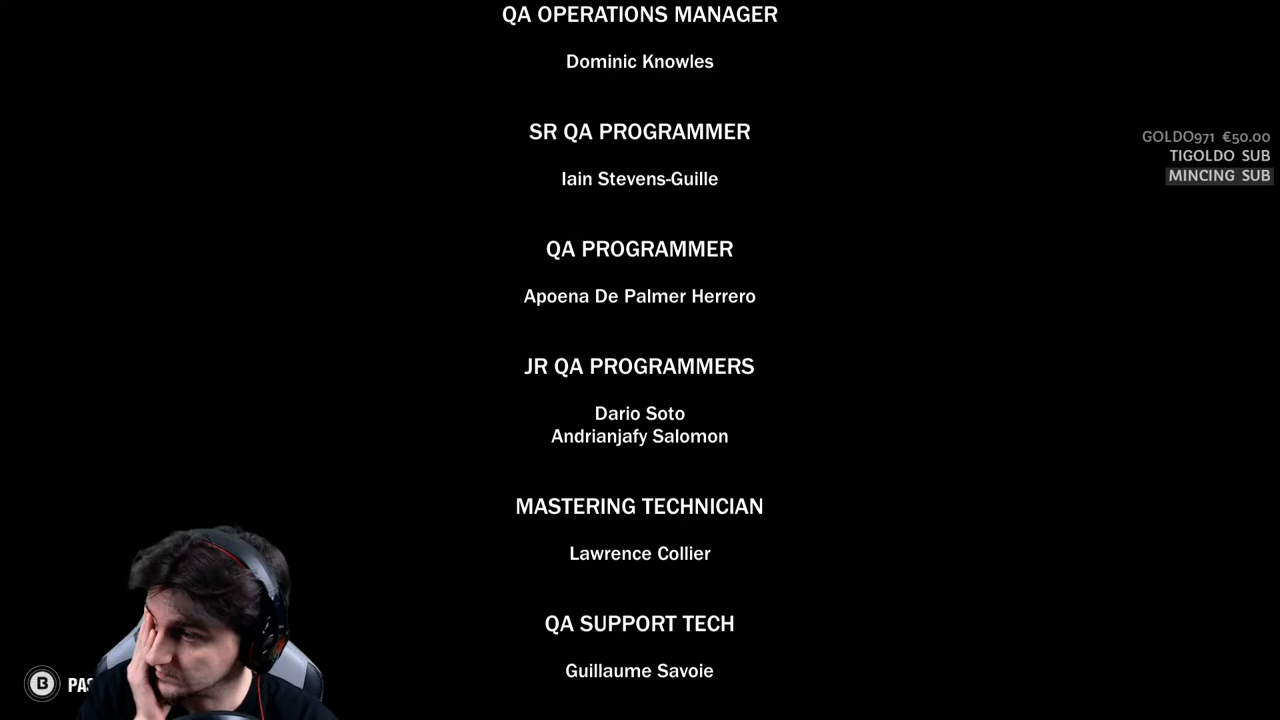 QA OPERATIONS MANAGER
Dominic Knowles
SR QA PROGRAMMER
Iain Stevens-Guille
QA PROGRAMMER
Apoena De Palmer Herrero
JR QA PROGRAMMERS
Dario Soto
Andrianjafy Salomon
MASTERING TECHNICIAN
Lawrence Collier
QA SUPPORT TECH
Guillaume Savoie
GOLDO971 €50.00
TIGOLDO SUB
MINCING SUB
B